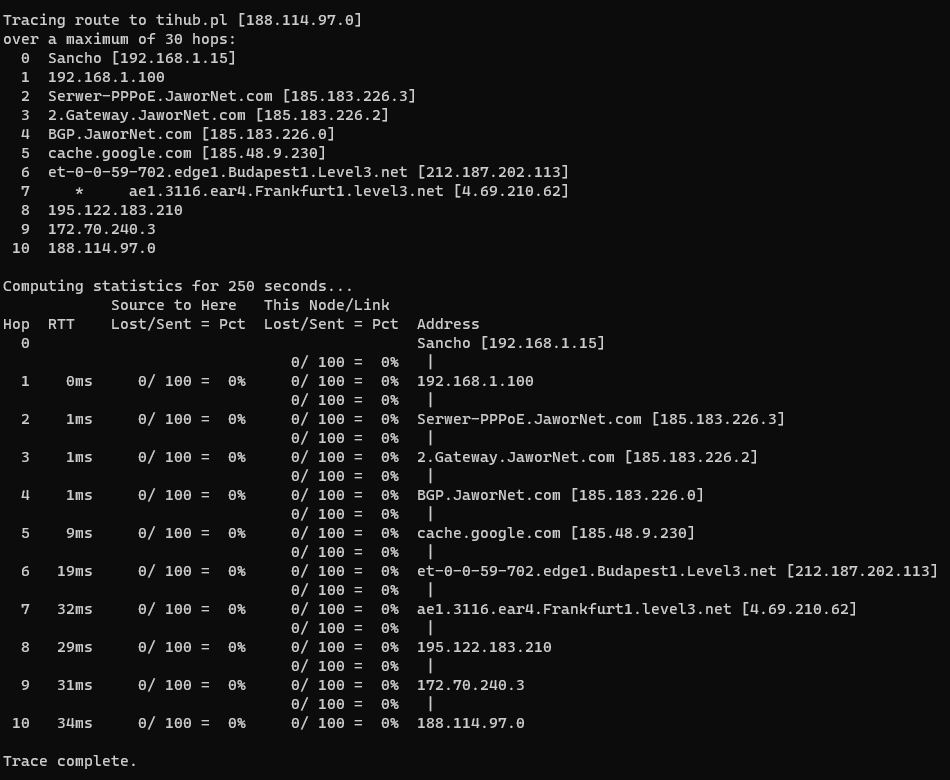 Tracing route to tihub.pl [188.114.97.0]
over a maximum of 30 hops:
  0  Sancho [192.168.1.15]
  1  192.168.1.100
  2  Serwer-PPPoE.JaworNet.com [185.183.226.3]
  3  2.Gateway.JaworNet.com [185.183.226.2]
  4  BGP.JaworNet.com [185.183.226.0]
  5  cache.google.com [185.48.9.230]
  6  et-0-0-59-702.edge1.Budapest1.Level3.net [212.187.202.113]
  7     *     ae1.3116.ear4.Frankfurt1.level3.net [4.69.210.62]
  8  195.122.183.210
  9  172.70.240.3
 10  188.114.97.0

Computing statistics for 250 seconds...
            Source to Here   This Node/Link
Hop  RTT    Lost/Sent = Pct  Lost/Sent = Pct  Address
  0                                           Sancho [192.168.1.15]
                                0/ 100 =  0%   |
  1    0ms     0/ 100 =  0%     0/ 100 =  0%  192.168.1.100
                                0/ 100 =  0%   |
  2    1ms     0/ 100 =  0%     0/ 100 =  0%  Serwer-PPPoE.JaworNet.com [185.183.226.3]
                                0/ 100 =  0%   |
  3    1ms     0/ 100 =  0%     0/ 100 =  0%  2.Gateway.JaworNet.com [185.183.226.2]
                                0/ 100 =  0%   |
  4    1ms     0/ 100 =  0%     0/ 100 =  0%  BGP.JaworNet.com [185.183.226.0]
                                0/ 100 =  0%   |
  5    9ms     0/ 100 =  0%     0/ 100 =  0%  cache.google.com [185.48.9.230]
                                0/ 100 =  0%   |
  6   19ms     0/ 100 =  0%     0/ 100 =  0%  et-0-0-59-702.edge1.Budapest1.Level3.net [212.187.202.113]
                                0/ 100 =  0%   |
  7   32ms     0/ 100 =  0%     0/ 100 =  0%  ae1.3116.ear4.Frankfurt1.level3.net [4.69.210.62]
                                0/ 100 =  0%   |
  8   29ms     0/ 100 =  0%     0/ 100 =  0%  195.122.183.210
                                0/ 100 =  0%   |
  9   31ms     0/ 100 =  0%     0/ 100 =  0%  172.70.240.3
                                0/ 100 =  0%   |
 10   34ms     0/ 100 =  0%     0/ 100 =  0%  188.114.97.0

Trace complete.